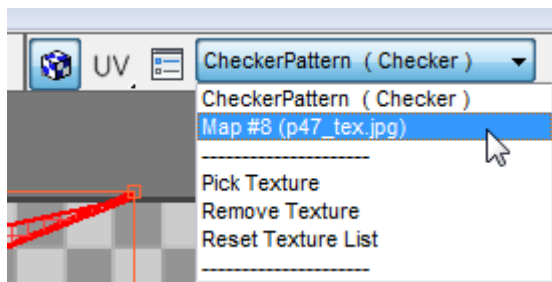 UV
CheckerPattern ( Checker )
CheckerPattern ( Checker )
Map #8 (p47_tex.jpg)
---------------------
Pick Texture
Remove Texture
Reset Texture List
---------------------